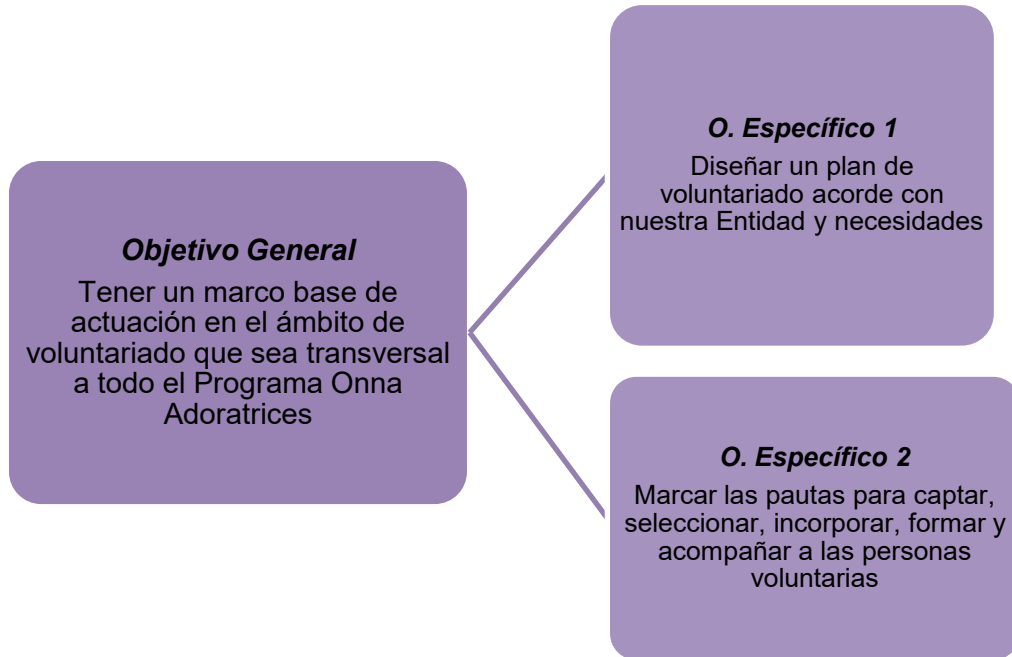 Objetivo General
Tener un marco base de
actuación en el ámbito de
voluntariado que sea transversal
a todo el Programa Onna
Adoratrices
O. Específico 1
Diseñar un plan de
voluntariado acorde con
nuestra Entidad y necesidades
O. Específico 2
Marcar las pautas para captar,
seleccionar, incorporar, formar y
acompañar a las personas
voluntarias